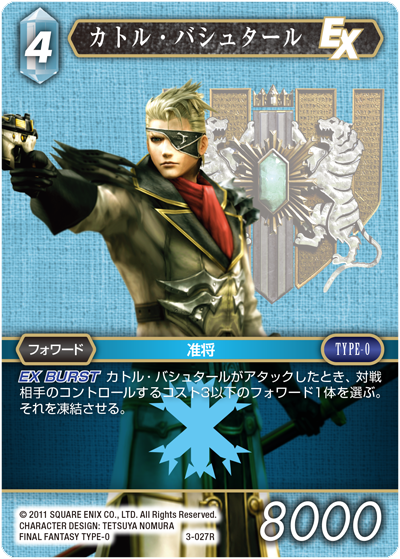 4
カトル・バシュタール
EX
フォワード
准将
TYPE-0
EX BURST カトル・バシュタールがアタックしたとき、対戦
相手のコントロールするコスト3以下のフォワード1体を選ぶ。
それを凍結させる。
© 2011 SQUARE ENIX CO., LTD. All Rights Reserved.
CHARACTER DESIGN: TETSUYA NOMURA
FINAL FANTASY TYPE-0
3-027R
8000